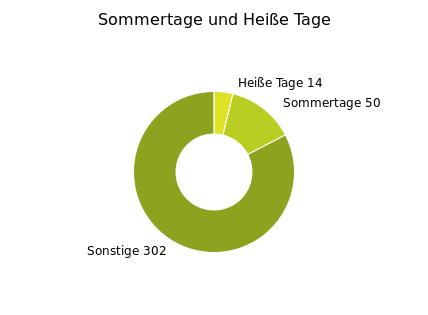 Sommertage und Heiße Tage
Heiße Tage 14
Sommertage 50
Sonstige 302